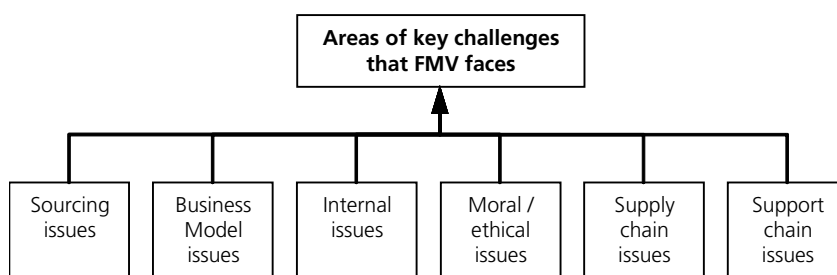 Areas of key challenges
that FMV faces
Sourcing
issues
Business
Model
issues
Internal
issues
Moral /
ethical issues
Supply
chain
issues
Support
chain
issues